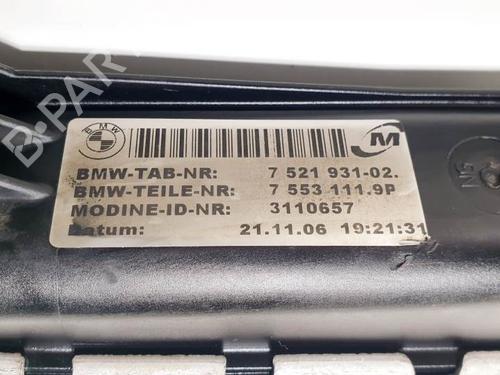 B-PARTS
BMW
M
BMW-TAB-NR: 7 521 931-02.
BMW-TEILE-NR: 7 553 111.9P
MODINE-ID-NR: 3110657
Datum: 21.11.06 19:21:31